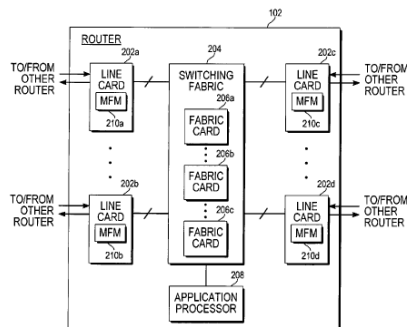 102
ROUTER
202a
204
202c
TO/FROM
OTHER
ROUTER
LINE
CARD
MFM
210a
SWITCHING
FABRIC
206a
FABRIC
CARD
206b
FABRIC
CARD
206c
FABRIC
CARD
LINE
CARD
MFM
210c
TO/FROM
OTHER
ROUTER
202b
202d
TO/FROM
OTHER
ROUTER
LINE
CARD
MFM
210b
LINE
CARD
MFM
210d
TO/FROM
OTHER
ROUTER
208
APPLICATION
PROCESSOR